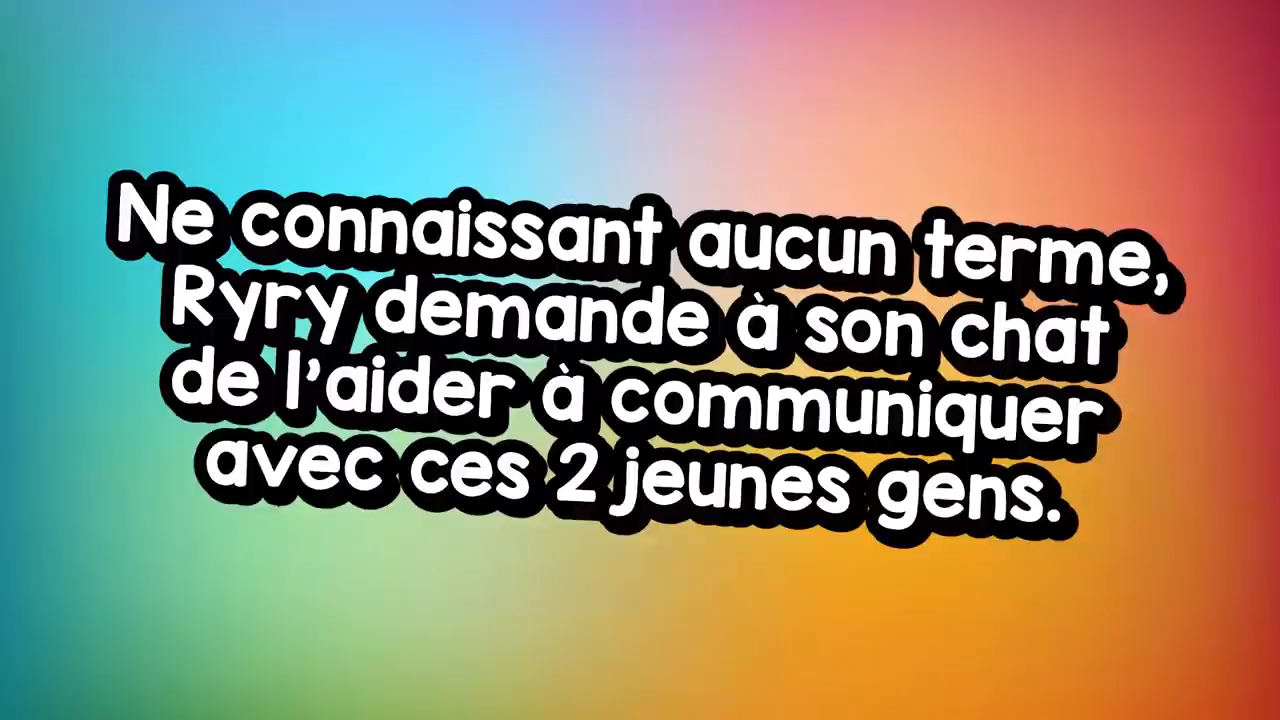 Ne connaissant aucun terme,
Ryry demande à son chat
de l'aider à communiquer
avec ces 2 jeunes gens.